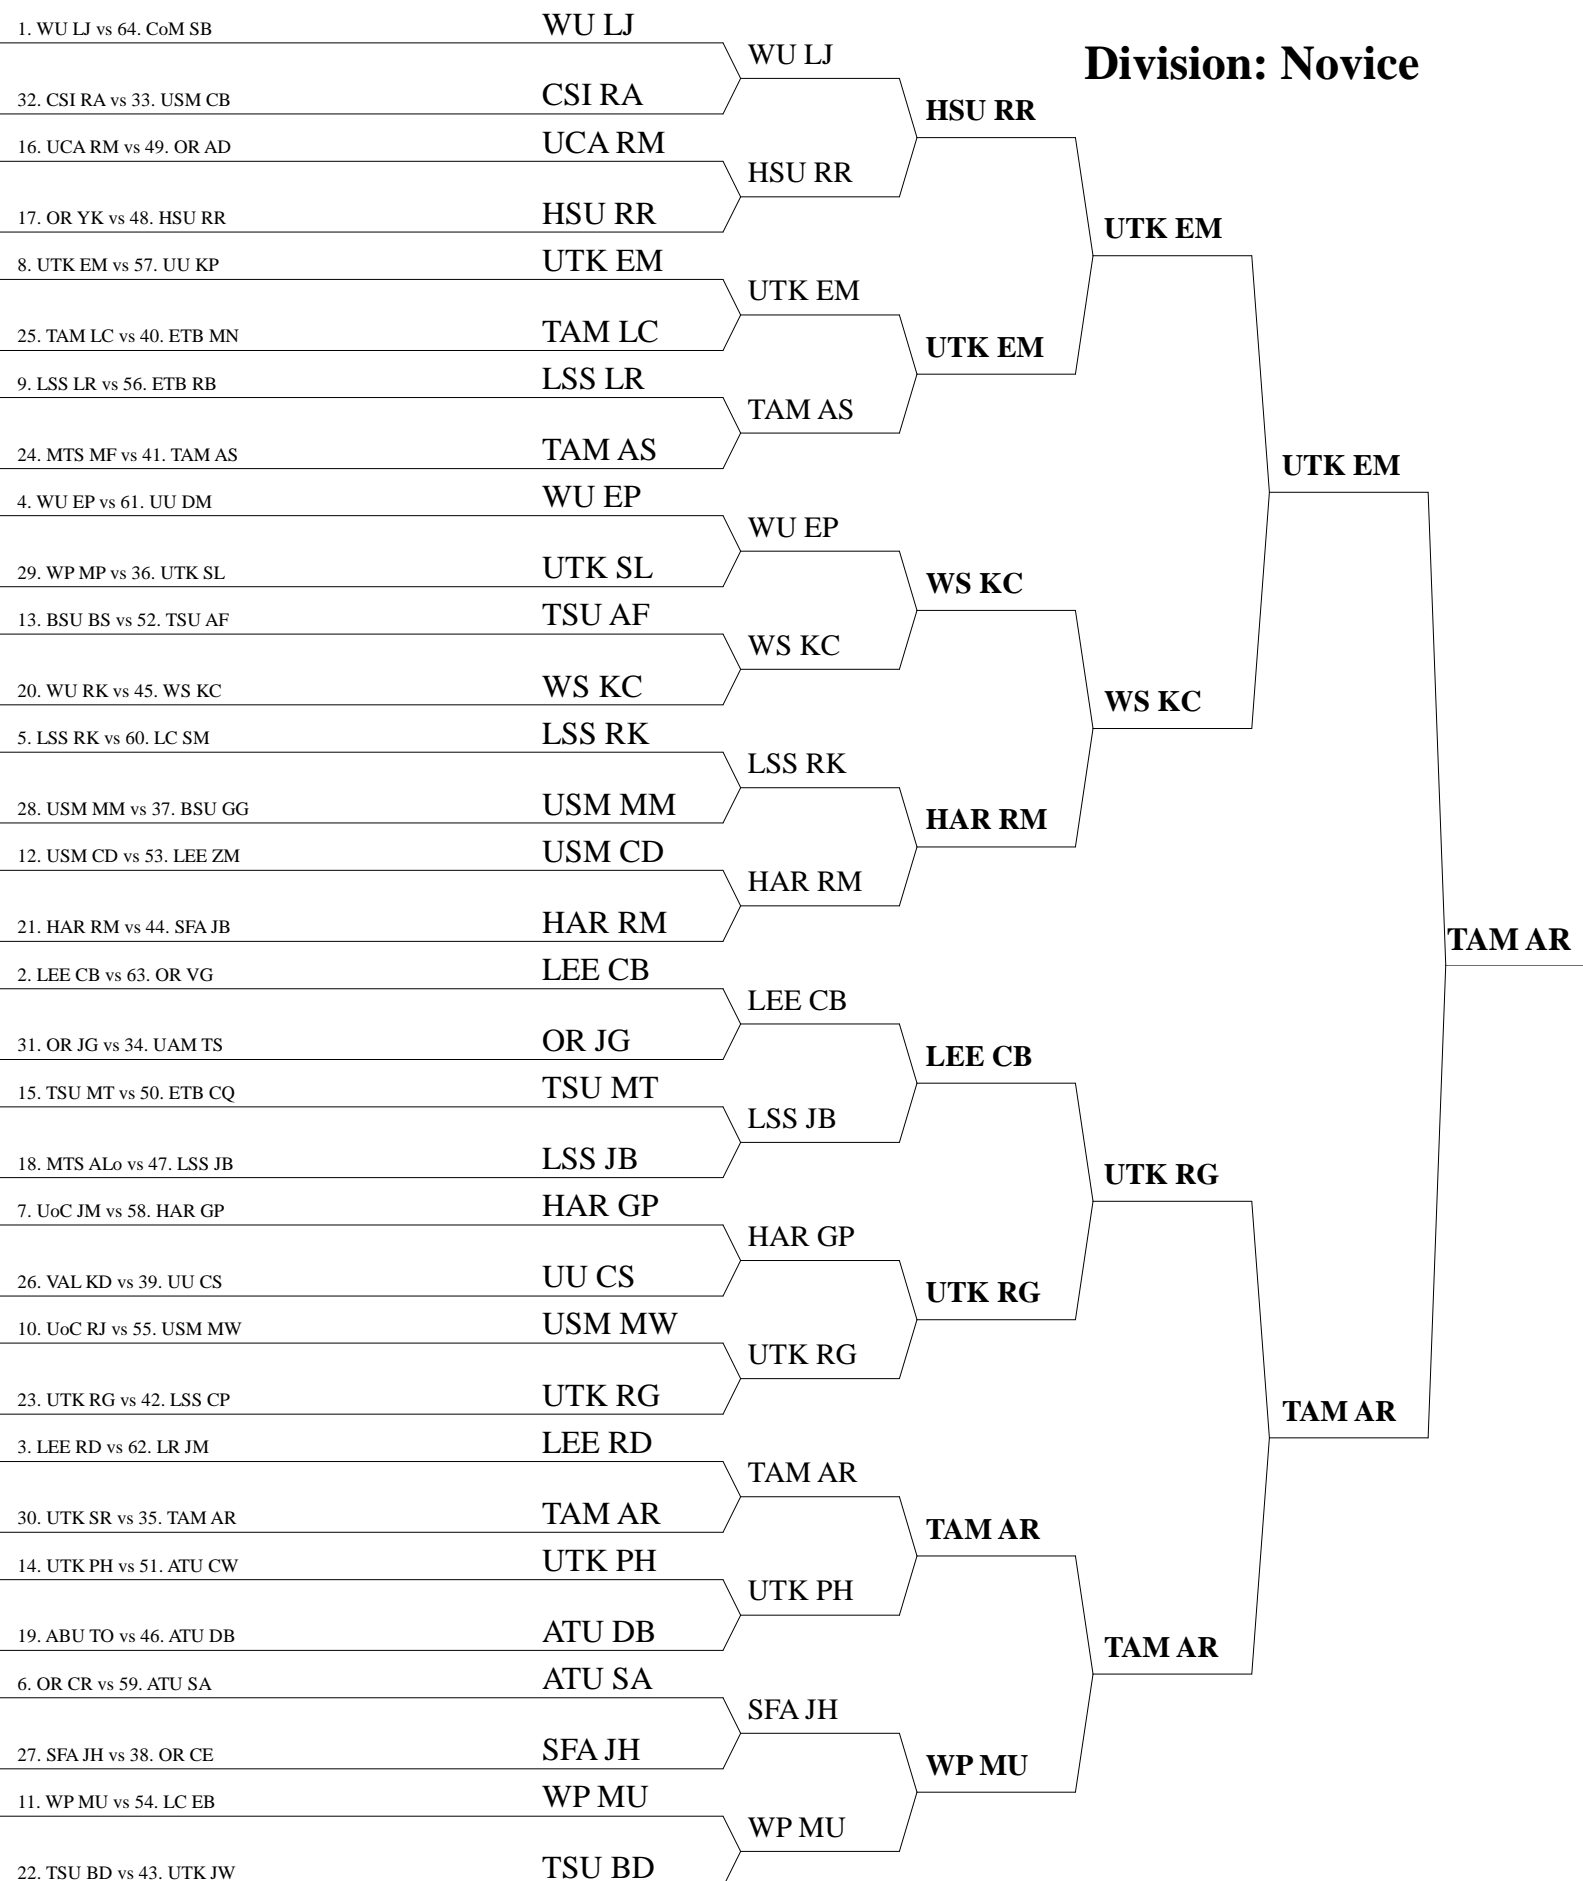 Division: Novice
1. WU LJ vs 64. CoM SB
WU LJ
WU LJ
32. CSI RA vs 33. USM CB
CSI RA
HSU RR
16. UCA RM vs 49. OR AD
UCA RM
HSU RR
17. OR YK vs 48. HSU RR
HSU RR
UTK EM
8. UTK EM vs 57. UU KP
UTK EM
UTK EM
25. TAM LC vs 40. ETB MN
TAM LC
UTK EM
9. LSS LR vs 56. ETB RB
LSS LR
TAM AS
24. MTS MF vs 41. TAM AS
TAM AS
UTK EM
4. WU EP vs 61. UU DM
WU EP
WU EP
29. WP MP vs 36. UTK SL
UTK SL
WS KC
13. BSU BS vs 52. TSU AF
TSU AF
WS KC
20. WU RK vs 45. WS KC
WS KC
WS KC
5. LSS RK vs 60. LC SM
LSS RK
LSS RK
28. USM MM vs 37. BSU GG
USM MM
HAR RM
12. USM CD vs 53. LEE ZM
USM CD
HAR RM
21. HAR RM vs 44. SFA JB
HAR RM
TAM AR
2. LEE CB vs 63. OR VG
LEE CB
LEE CB
31. OR JG vs 34. UAM TS
OR JG
LEE CB
15. TSU MT vs 50. ETB CQ
TSU MT
LSS JB
18. MTS ALo vs 47. LSS JB
LSS JB
UTK RG
7. UoC JM vs 58. HAR GP
HAR GP
HAR GP
26. VAL KD vs 39. UU CS
UU CS
UTK RG
10. UoC RJ vs 55. USM MW
USM MW
UTK RG
23. UTK RG vs 42. LSS CP
UTK RG
TAM AR
3. LEE RD vs 62. LR JM
LEE RD
TAM AR
30. UTK SR vs 35. TAM AR
TAM AR
TAM AR
14. UTK PH vs 51. ATU CW
UTK PH
UTK PH
19. ABU TO vs 46. ATU DB
ATU DB
TAM AR
6. OR CR vs 59. ATU SA
ATU SA
SFA JH
27. SFA JH vs 38. OR CE
SFA JH
WP MU
11. WP MU vs 54. LC EB
WP MU
WP MU
22. TSU BD vs 43. UTK JW
TSU BD